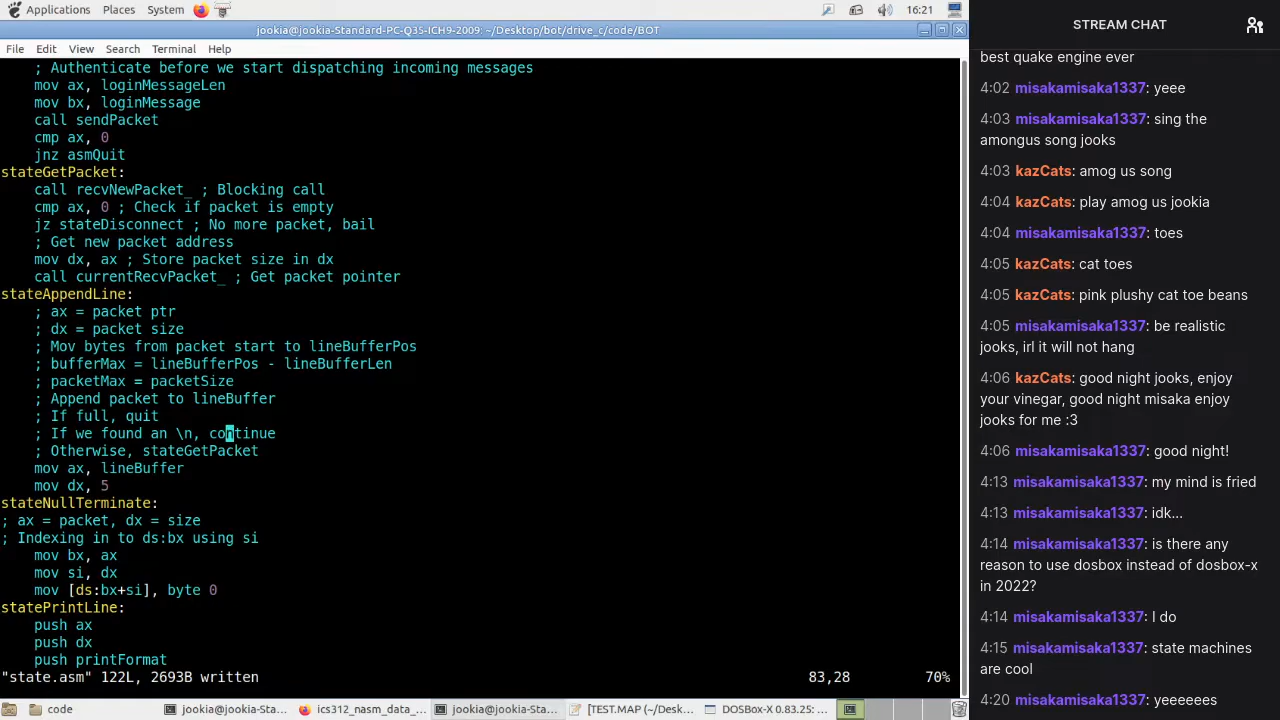 Applications Places System 16:21
jookia@jookia-Standard-PC-Q35-ICH9-2009: ~/Desktop/bot/drive_c/code/BOT
File Edit View Search Terminal Help
; Authenticate before we start dispatching incoming messages
mov ax, loginMessageLen
mov bx, loginMessage
call sendPacket
cmp ax, 0
jnz asmQuit
stateGetPacket:
call recvNewPacket_ ; Blocking call
cmp ax, 0 ; Check if packet is empty
jz stateDisconnect ; No more packet, bail
; Get new packet address
mov dx, ax ; Store packet size in dx
call currentRecvPacket_ ; Get packet pointer
stateAppendLine:
; ax = packet ptr
; dx = packet size
; Mov bytes from packet start to lineBufferPos
; bufferMax = lineBufferPos - lineBufferLen
; packetMax = packetSize
; Append packet to lineBuffer
; If full, quit
; If we found an \n, continue
; Otherwise, stateGetPacket
mov ax, lineBuffer
mov dx, 5
stateNullTerminate:
; ax = packet, dx = size
; Indexing in to ds:bx using si
mov bx, ax
mov si, dx
mov [ds:bx+si], byte 0
statePrintLine:
push ax
push dx
push printFormat
"state.asm" 122L, 2693B written 83,28 70%
code jookia@jookia-Sta... ics312_nasm_data_... jookia@jookia-Sta... [TEST.MAP (~/Desk... DOSBox-X 0.83.25: ...
STREAM CHAT
best quake engine ever
4:02 misakamisaka1337: yeee
4:03 misakamisaka1337: sing the
amongus song jooks
4:03 kazCats: amog us song
4:04 kazCats: play amog us jookia
4:04 misakamisaka1337: toes
4:05 kazCats: cat toes
4:05 kazCats: pink plushy cat toe beans
4:05 misakamisaka1337: be realistic
jooks, irl it will not hang
4:06 kazCats: good night jooks, enjoy
your vinegar, good night misaka enjoy
jooks for me :3
4:06 misakamisaka1337: good night!
4:13 misakamisaka1337: my mind is fried
4:13 misakamisaka1337: idk...
4:14 misakamisaka1337: is there any
reason to use dosbox instead of dosbox-x
in 2022?
4:14 misakamisaka1337: I do
4:15 misakamisaka1337: state machines
are cool
4:20 misakamisaka1337: yeeeeees